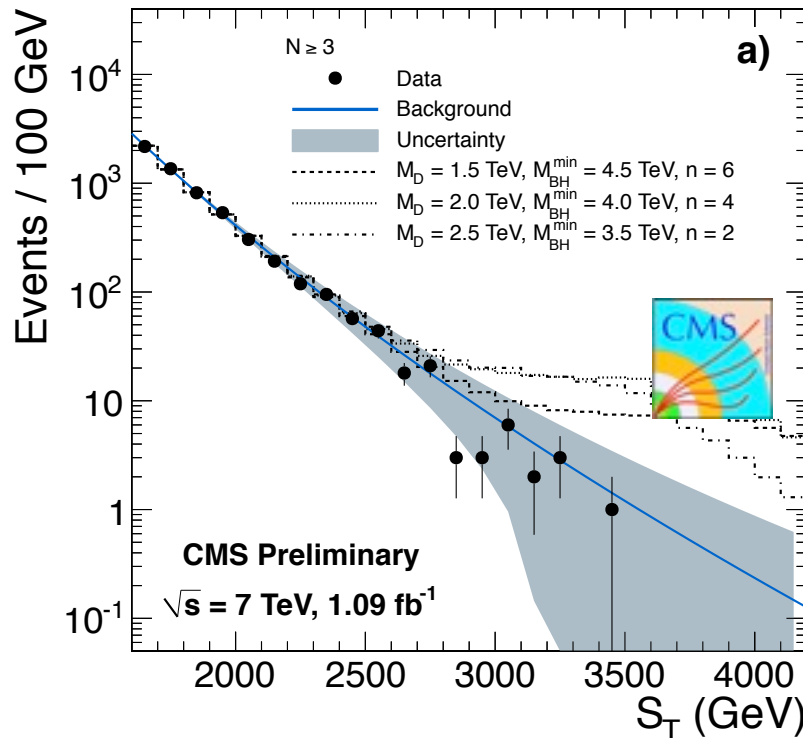 a)
N ≥ 3
Data
Background
Uncertainty
M_D = 1.5 TeV, M_BH^min = 4.5 TeV, n = 6
M_D = 2.0 TeV, M_BH^min = 4.0 TeV, n = 4
M_D = 2.5 TeV, M_BH^min = 3.5 TeV, n = 2
CMS
Events / 100 GeV
10^4
10^3
10^2
10
1
10^-1
CMS Preliminary
√s = 7 TeV, 1.09 fb^-1
2000 2500 3000 3500 4000
S_T (GeV)